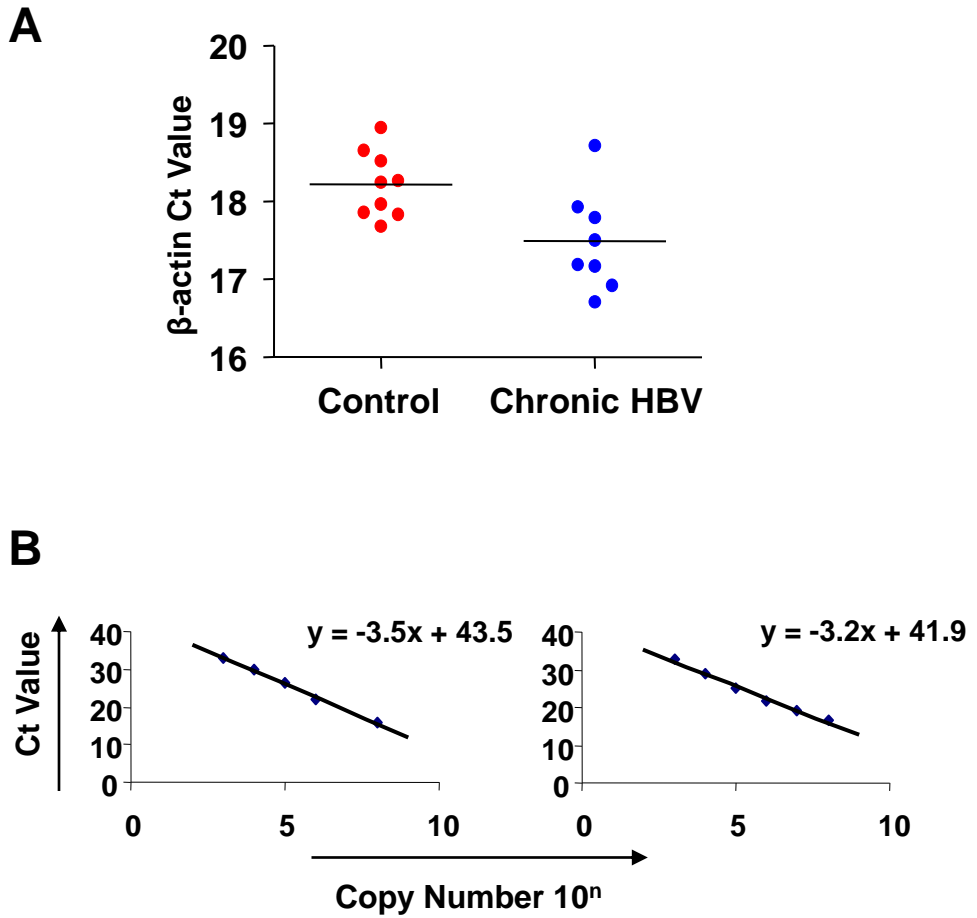 A
β-actin Ct Value
20
19
18
17
16
Control Chronic HBV
B
Ct Value
y = -3.5x + 43.5
40
30
20
10
0
0 5 10
y = -3.2x + 41.9
40
30
20
10
0
0 5 10
Copy Number 10ⁿ